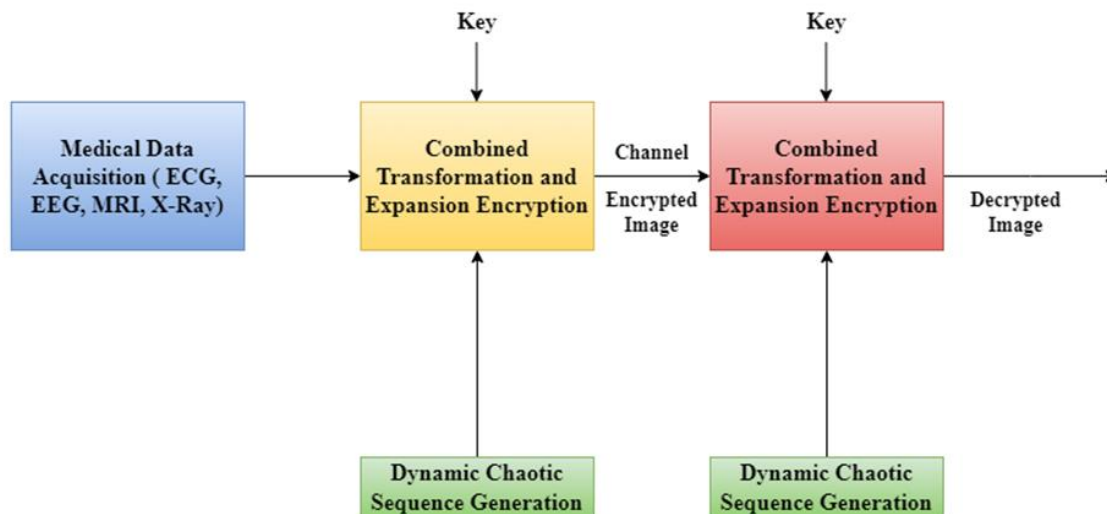 Key
Key
Medical Data
Acquisition ( ECG,
EEG, MRI, X-Ray)
Combined
Transformation and
Expansion Encryption
Channel
Encrypted
Image
Combined
Transformation and
Expansion Encryption
Decrypted
Image
Dynamic Chaotic
Sequence Generation
Dynamic Chaotic
Sequence Generation